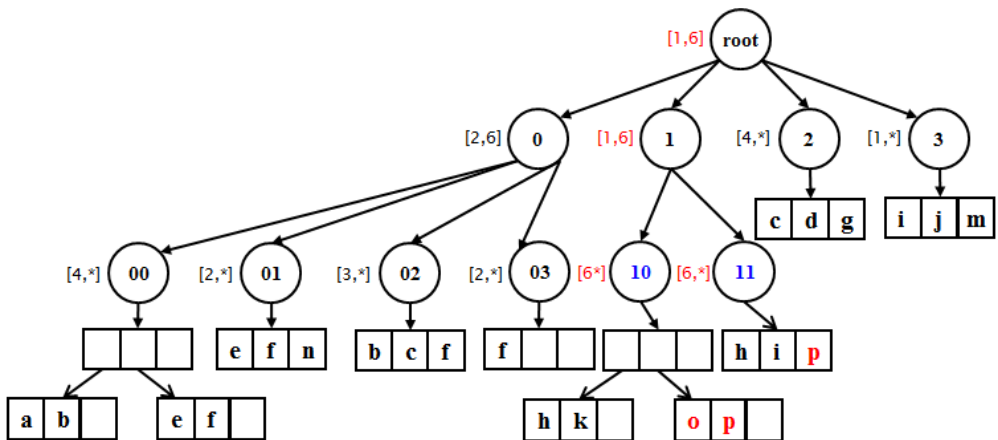 [1,6] root
[2,6] 0 [1,6] 1 [4,*] 2 [1,*] 3
c d g i j m
[4,*] 00 [2,*] 01 [3,*] 02 [2,*] 03 [6*] 10 [6,*] 11
e f n b c f f h i p
a b e f h k o p